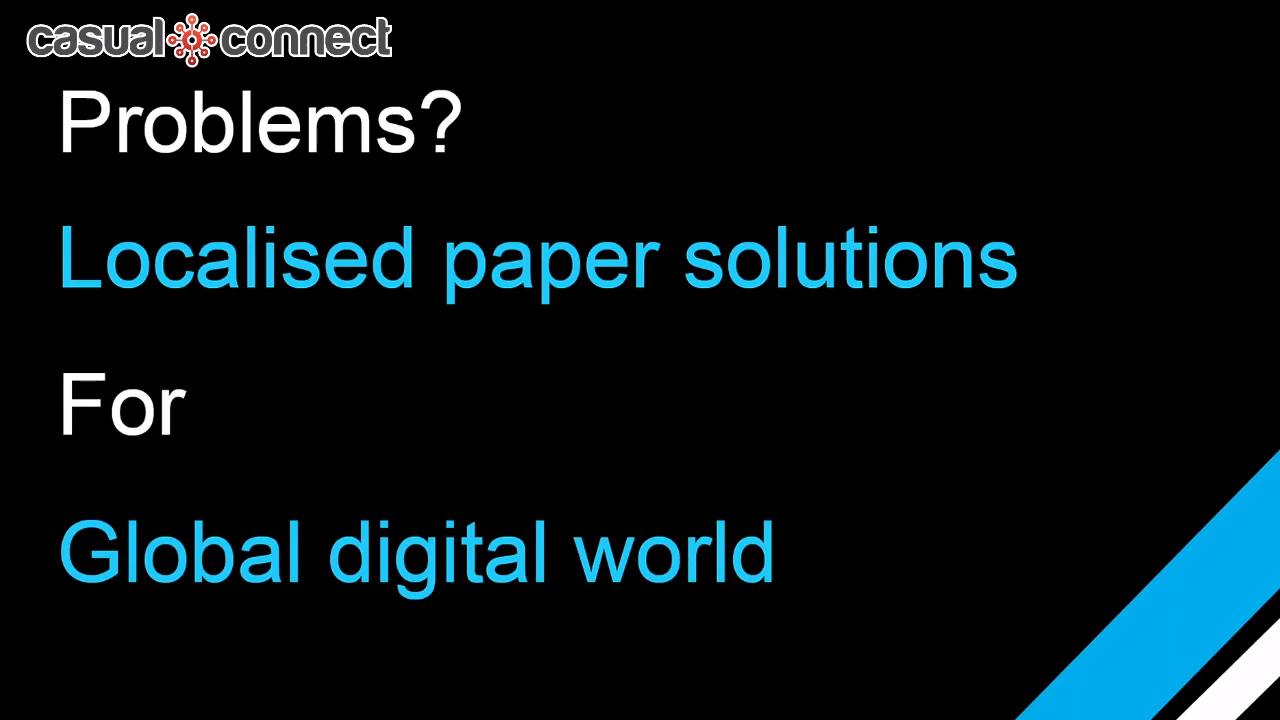 casual connect
Problems?
Localised paper solutions
For
Global digital world